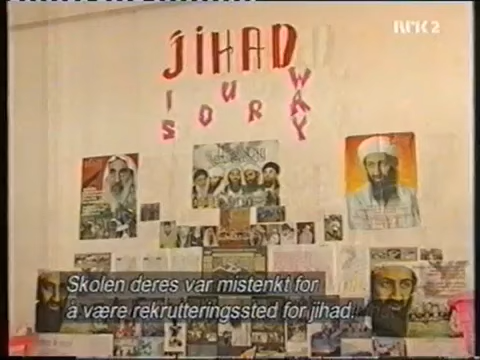 NRK2
JIHAD
IS OUR WAY
Skolen deres var mistenkt for
å være rekrutteringssted for jihad.